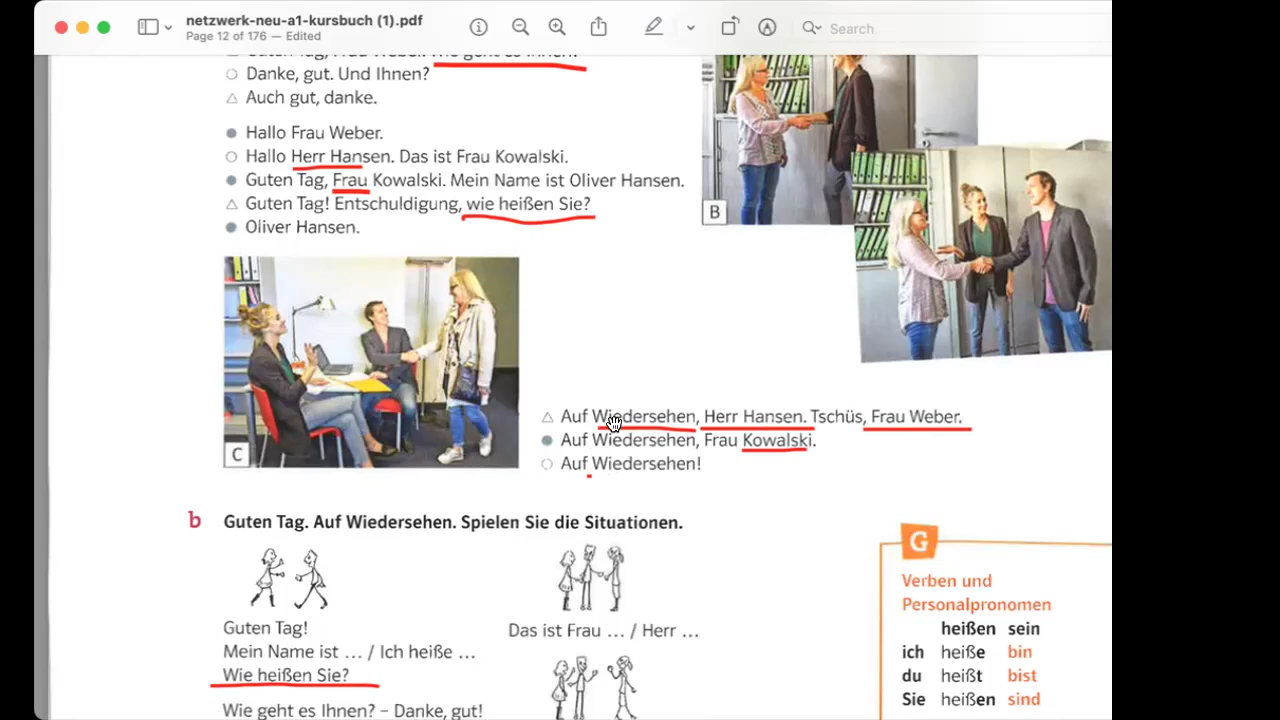 netzwerk-neu-a1-kursbuch (1).pdf
Page 12 of 176 — Edited
Search
Danke, gut. Und Ihnen?
Auch gut, danke.
Hallo Frau Weber.
Hallo Herr Hansen. Das ist Frau Kowalski.
Guten Tag, Frau Kowalski. Mein Name ist Oliver Hansen.
Guten Tag! Entschuldigung, wie heißen Sie?
Oliver Hansen.
B
C
Auf Wiedersehen, Herr Hansen. Tschüs, Frau Weber.
Auf Wiedersehen, Frau Kowalski.
Auf Wiedersehen!
b Guten Tag. Auf Wiedersehen. Spielen Sie die Situationen.
Guten Tag!
Mein Name ist … / Ich heiße …
Wie heißen Sie?
Wie geht es Ihnen? – Danke, gut!
Das ist Frau … / Herr …
G
Verben und
Personalpronomen
heißen sein
ich heiße bin
du heißt bist
Sie heißen sind